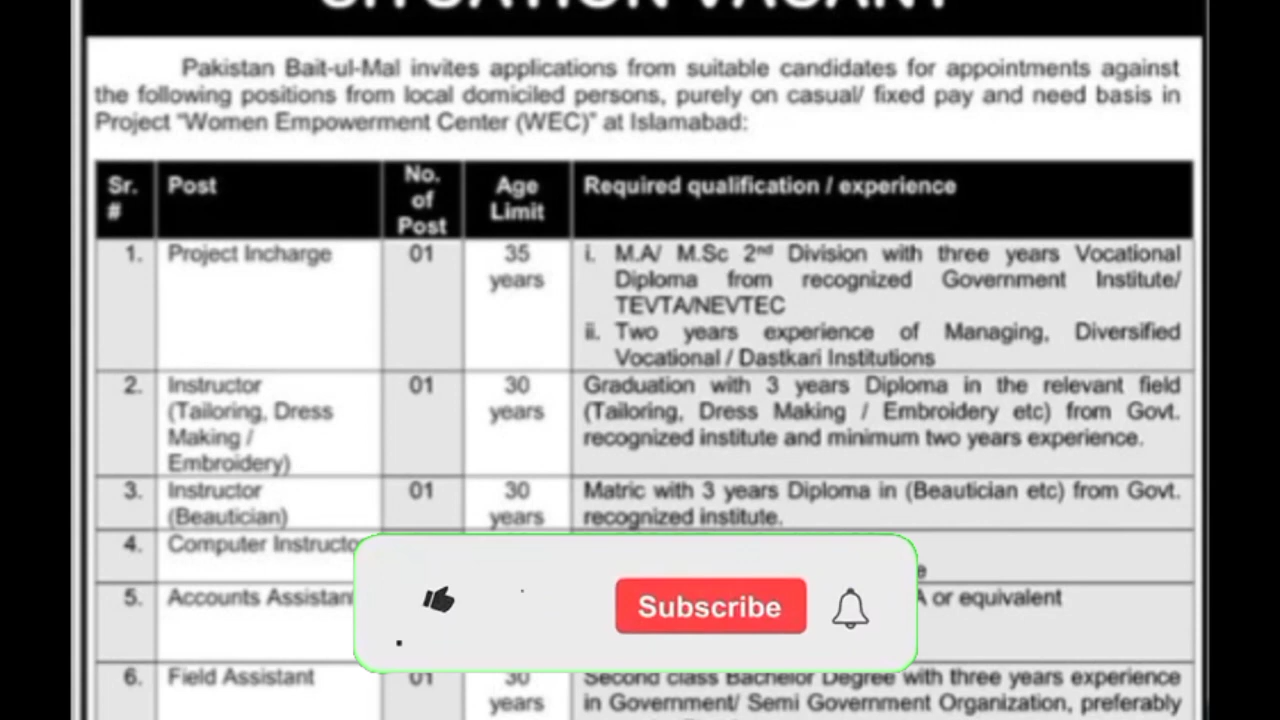 SITUATION VACANT
Pakistan Bait-ul-Mal invites applications from suitable candidates for appointments against
the following positions from local domiciled persons, purely on casual/ fixed pay and need basis in
Project "Women Empowerment Center (WEC)" at Islamabad:
Sr. # Post No. of Post Age Limit Required qualification / experience
1. Project Incharge 01 35 years i. M.A/ M.Sc 2nd Division with three years Vocational
Diploma from recognized Government Institute/
TEVTA/NEVTEC
ii. Two years experience of Managing, Diversified
Vocational / Dastkari Institutions
2. Instructor 01 30 years Graduation with 3 years Diploma in the relevant field
(Tailoring, Dress (Tailoring, Dress Making / Embroidery etc) from Govt.
Making / recognized institute and minimum two years experience.
Embroidery)
3. Instructor 01 30 years Matric with 3 years Diploma in (Beautician etc) from Govt.
(Beautician) recognized institute.
4. Computer
5. Accounts or equivalent
Subscribe
6. Field Assistant 01 30 years Second class Bachelor Degree with three years experience
in Government/ Semi Government Organization, preferably